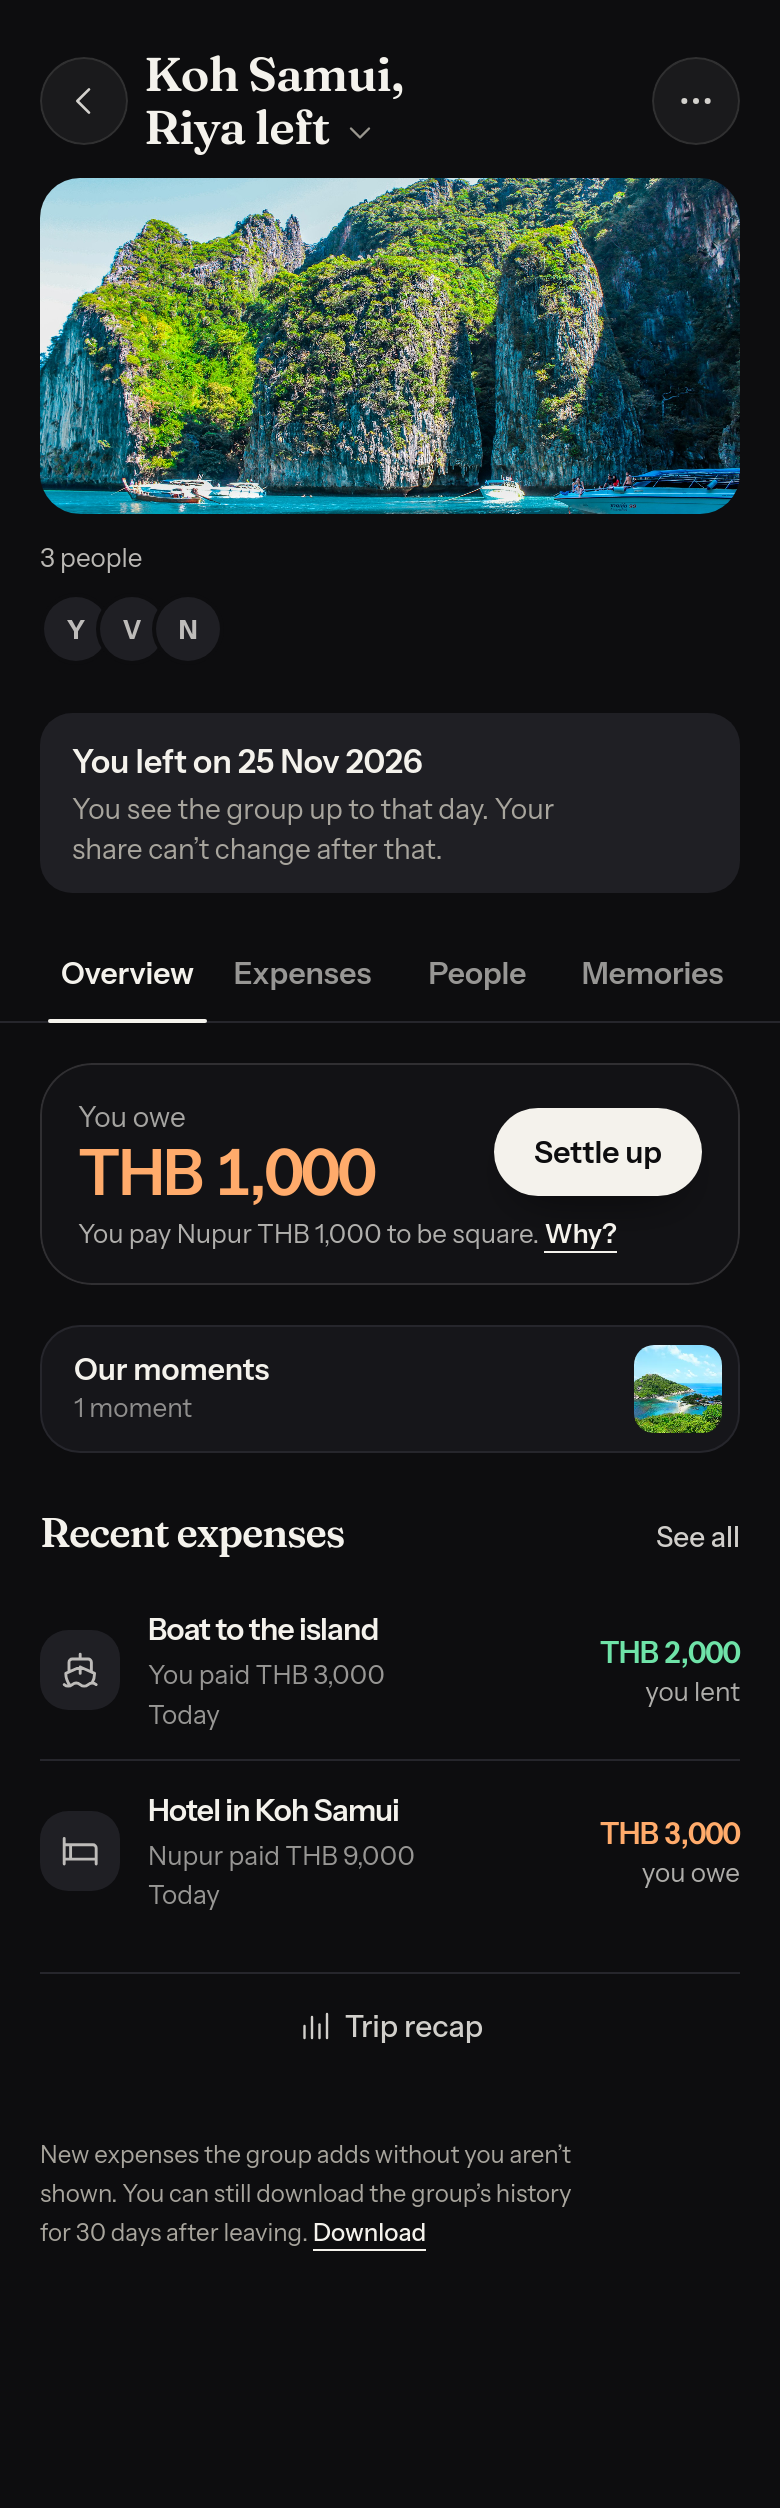 Koh Samui,
Riya left
3 people
Y V N
You left on 25 Nov 2026
You see the group up to that day. Your
share can’t change after that.
Overview Expenses People Memories
You owe
THB 1,000
Settle up
You pay Nupur THB 1,000 to be square. Why?
Our moments
1 moment
Recent expenses
See all
Boat to the island
You paid THB 3,000
Today
THB 2,000
you lent
Hotel in Koh Samui
Nupur paid THB 9,000
Today
THB 3,000
you owe
Trip recap
New expenses the group adds without you aren’t
shown. You can still download the group’s history
for 30 days after leaving. Download